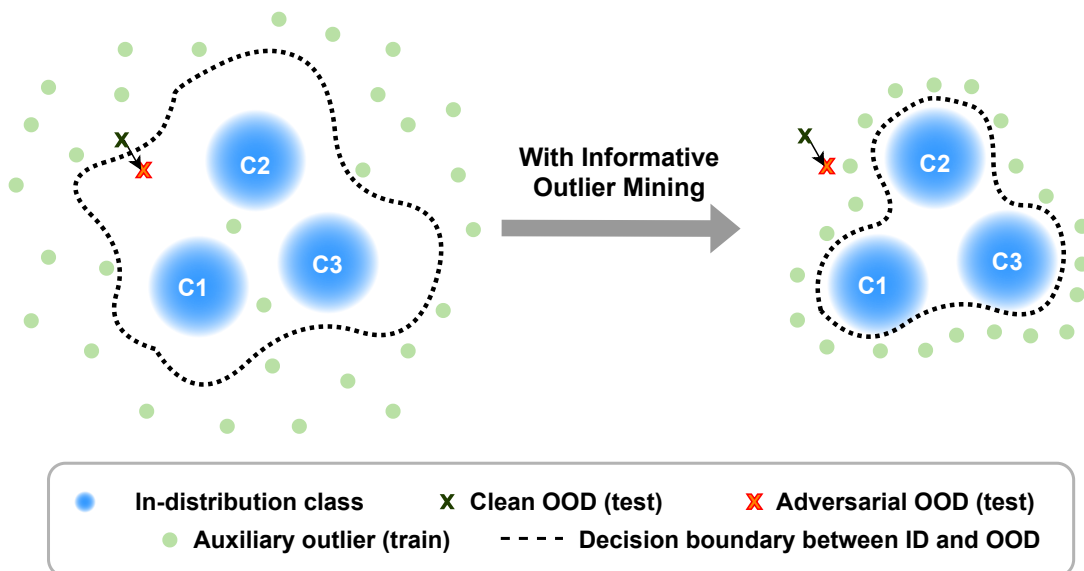 C2
C3
C1
With Informative
Outlier Mining
C2
C3
C1
In-distribution class
X Clean OOD (test)
X Adversarial OOD (test)
Auxiliary outlier (train)
Decision boundary between ID and OOD